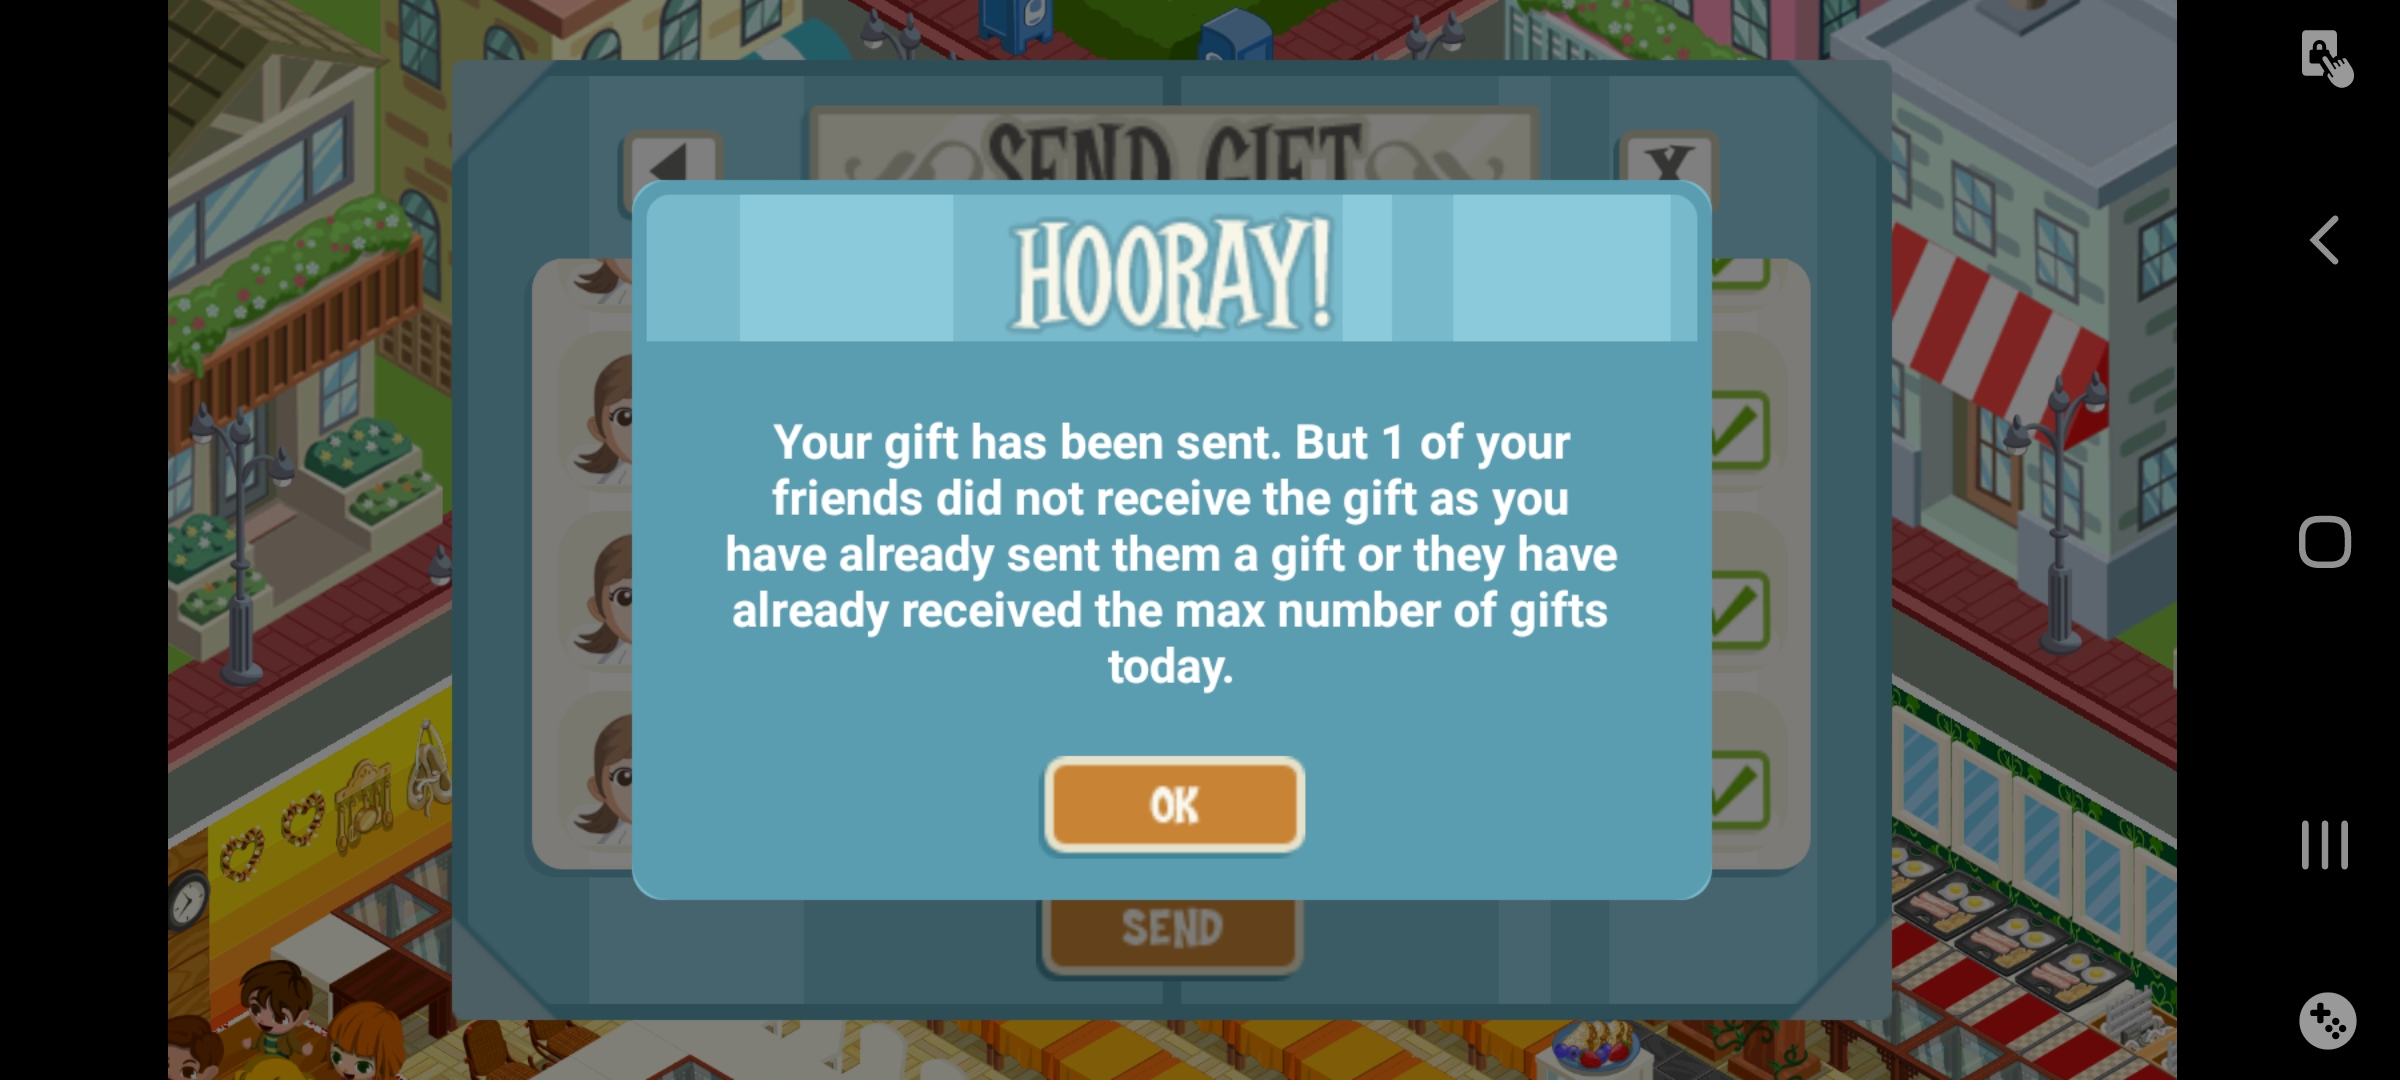 SEND GIFT
X
HOORAY!
Your gift has been sent. But 1 of your
friends did not receive the gift as you
have already sent them a gift or they have
already received the max number of gifts
today.
OK
SEND